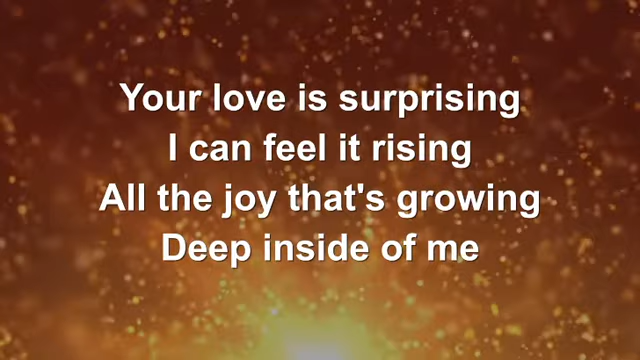 Your love is surprising
I can feel it rising
All the joy that's growing
Deep inside of me